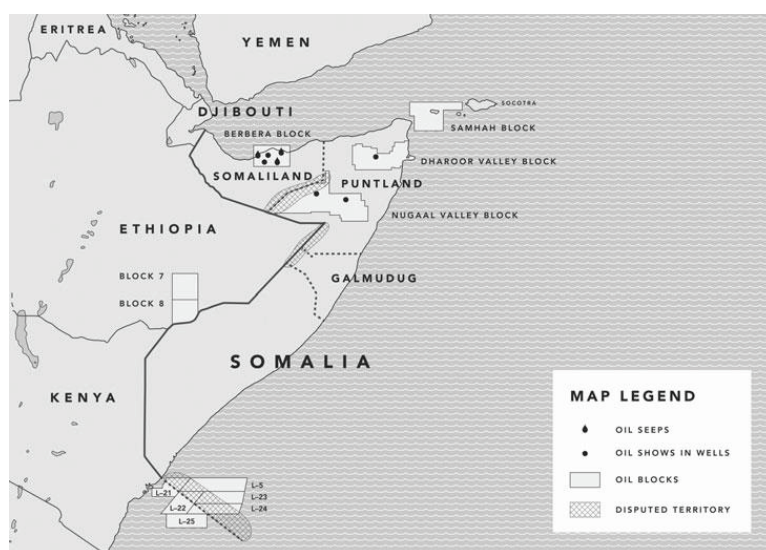 ERITREA
YEMEN
SOCOTRA
DJIBOUTI
SAMHAH BLOCK
BERBERA BLOCK
DHAROOR VALLEY BLOCK
SOMALILAND
PUNTLAND
NUGAAL VALLEY BLOCK
ETHIOPIA
BLOCK 7
GALMUDUG
BLOCK 8
SOMALIA
KENYA
MAP LEGEND
OIL SEEPS
OIL SHOWS IN WELLS
OIL BLOCKS
DISPUTED TERRITORY
L-5
L-21
L-23
L-22
L-24
L-25